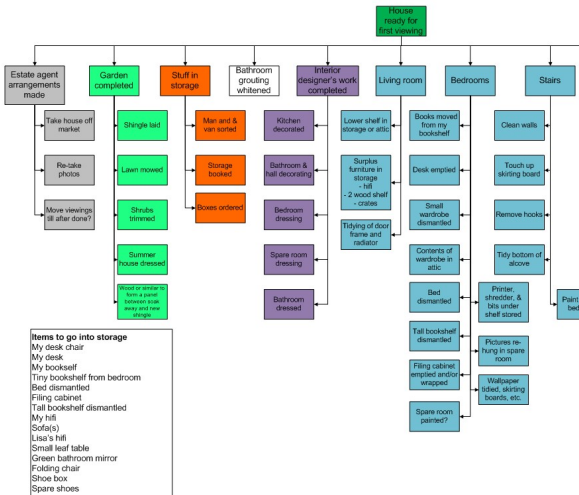 House
ready for
first viewing
Estate agent
arrangements
made
Garden
completed
Stuff in
storage
Bathroom
grouting
whitened
Interior
designer's work
completed
Living room
Bedrooms
Stairs
Take house off
market
Re-take
photos
Move viewings
till after done?
Shingle laid
Lawn mowed
Shrubs
trimmed
Summer
house dressed
Wood or similar to
form a panel
between soak
away and new
shingle
Man and &
van sorted
Storage
booked
Boxes ordered
Kitchen
decorated
Bathroom &
hall decorating
Bedroom
dressing
Spare room
dressing
Bathroom
dressed
Lower shelf in
storage or attic
Surplus
furniture in
storage
- hifi
- 2 wood shelf
- crates
Tidying of door
frame and
radiator
Books moved
from my
bookshelf
Desk emptied
Small
wardrobe
dismantled
Contents of
wardrobe in
attic
Bed
dismantled
Tall bookshelf
dismantled
Filing cabinet
emptied and/or
wrapped
Spare room
painted?
Printer,
shredder, &
bits under
shelf stored
Pictures re-
hung in spare
room
Wallpaper
tidied, skirting
boards, etc.
Clean walls
Touch up
skirting board
Remove hooks
Tidy bottom of
alcove
Paint
bed
Items to go into storage
My desk chair
My desk
My bookself
Tiny bookshelf from bedroom
Bed dismantled
Filing cabinet
Tall bookshelf dismantled
My hifi
Sofa(s)
Lisa's hifi
Small leaf table
Green bathroom mirror
Folding chair
Shoe box
Spare shoes